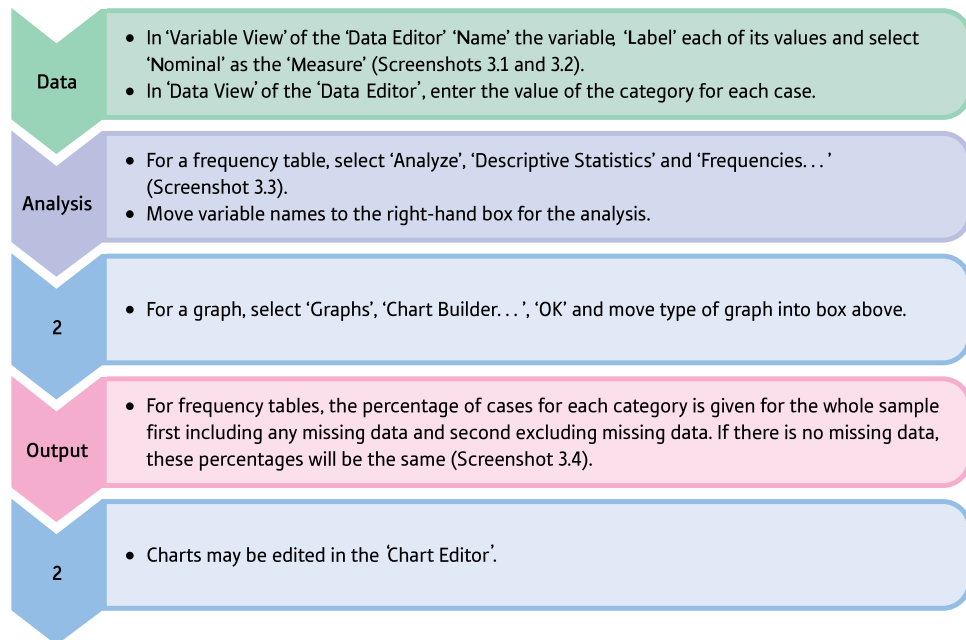 Data
• In ‘Variable View’ of the ‘Data Editor’ ‘Name’ the variable, ‘Label’ each of its values and select
‘Nominal’ as the ‘Measure’ (Screenshots 3.1 and 3.2).
• In ‘Data View’ of the ‘Data Editor’, enter the value of the category for each case.
Analysis
• For a frequency table, select ‘Analyze’, ‘Descriptive Statistics’ and ‘Frequencies. . . ’
(Screenshot 3.3).
• Move variable names to the right-hand box for the analysis.
2
• For a graph, select ‘Graphs’, ‘Chart Builder. . . ’, ‘OK’ and move type of graph into box above.
Output
• For frequency tables, the percentage of cases for each category is given for the whole sample
first including any missing data and second excluding missing data. If there is no missing data,
these percentages will be the same (Screenshot 3.4).
2
• Charts may be edited in the ‘Chart Editor’.